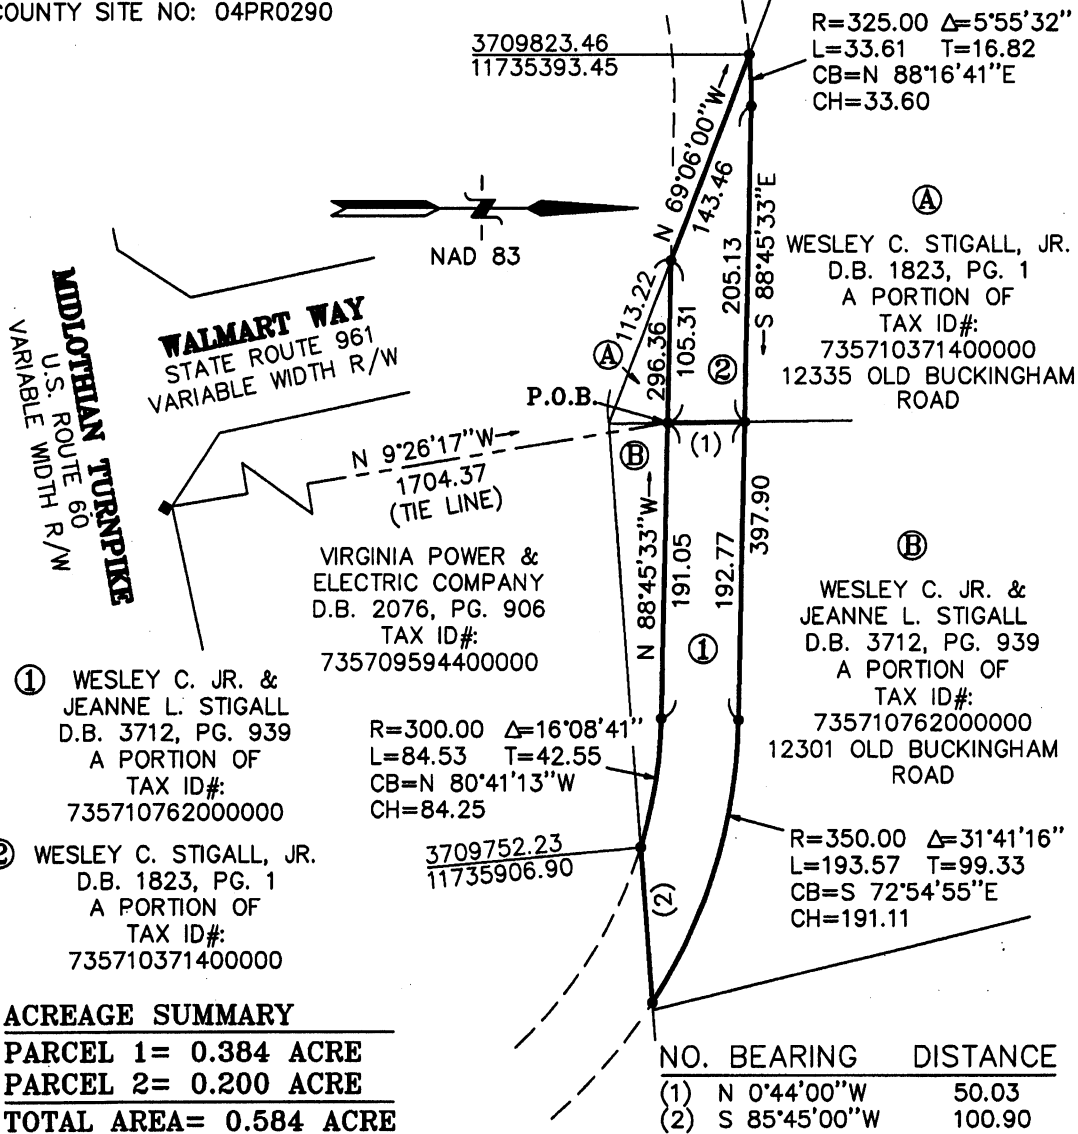 COUNTY SITE NO: 04PR0290
3709823.46
11735393.45
R=325.00 Δ=5°55'32"
L=33.61 T=16.82
CB=N 88°16'41"E
CH=33.60
N 69°06'00"W
143.46
113.22
NAD 83
S 88°45'33"E
205.13
105.31
296.36
Ⓐ
②
Ⓐ
WESLEY C. STIGALL, JR.
D.B. 1823, PG. 1
A PORTION OF
TAX ID#:
735710371400000
12335 OLD BUCKINGHAM
ROAD
MIDLOTHIAN TURNPIKE
U.S. ROUTE 60
VARIABLE WIDTH R/W
WALMART WAY
STATE ROUTE 961
VARIABLE WIDTH R/W
P.O.B.
(1)
Ⓑ
N 9°26'17"W
1704.37
(TIE LINE)
VIRGINIA POWER &
ELECTRIC COMPANY
D.B. 2076, PG. 906
TAX ID#:
735709594400000
N 88°45'33"W
191.05
192.77
397.90
①
Ⓑ
WESLEY C. JR. &
JEANNE L. STIGALL
D.B. 3712, PG. 939
A PORTION OF
TAX ID#:
735710762000000
12301 OLD BUCKINGHAM
ROAD
① WESLEY C. JR. &
JEANNE L. STIGALL
D.B. 3712, PG. 939
A PORTION OF
TAX ID#:
735710762000000
R=300.00 Δ=16°08'41"
L=84.53 T=42.55
CB=N 80°41'13"W
CH=84.25
② WESLEY C. STIGALL, JR.
D.B. 1823, PG. 1
A PORTION OF
TAX ID#:
735710371400000
3709752.23
11735906.90
(2)
R=350.00 Δ=31°41'16"
L=193.57 T=99.33
CB=S 72°54'55"E
CH=191.11
ACREAGE SUMMARY
PARCEL 1= 0.384 ACRE
PARCEL 2= 0.200 ACRE
TOTAL AREA= 0.584 ACRE
NO. BEARING DISTANCE
(1) N 0°44'00"W 50.03
(2) S 85°45'00"W 100.90